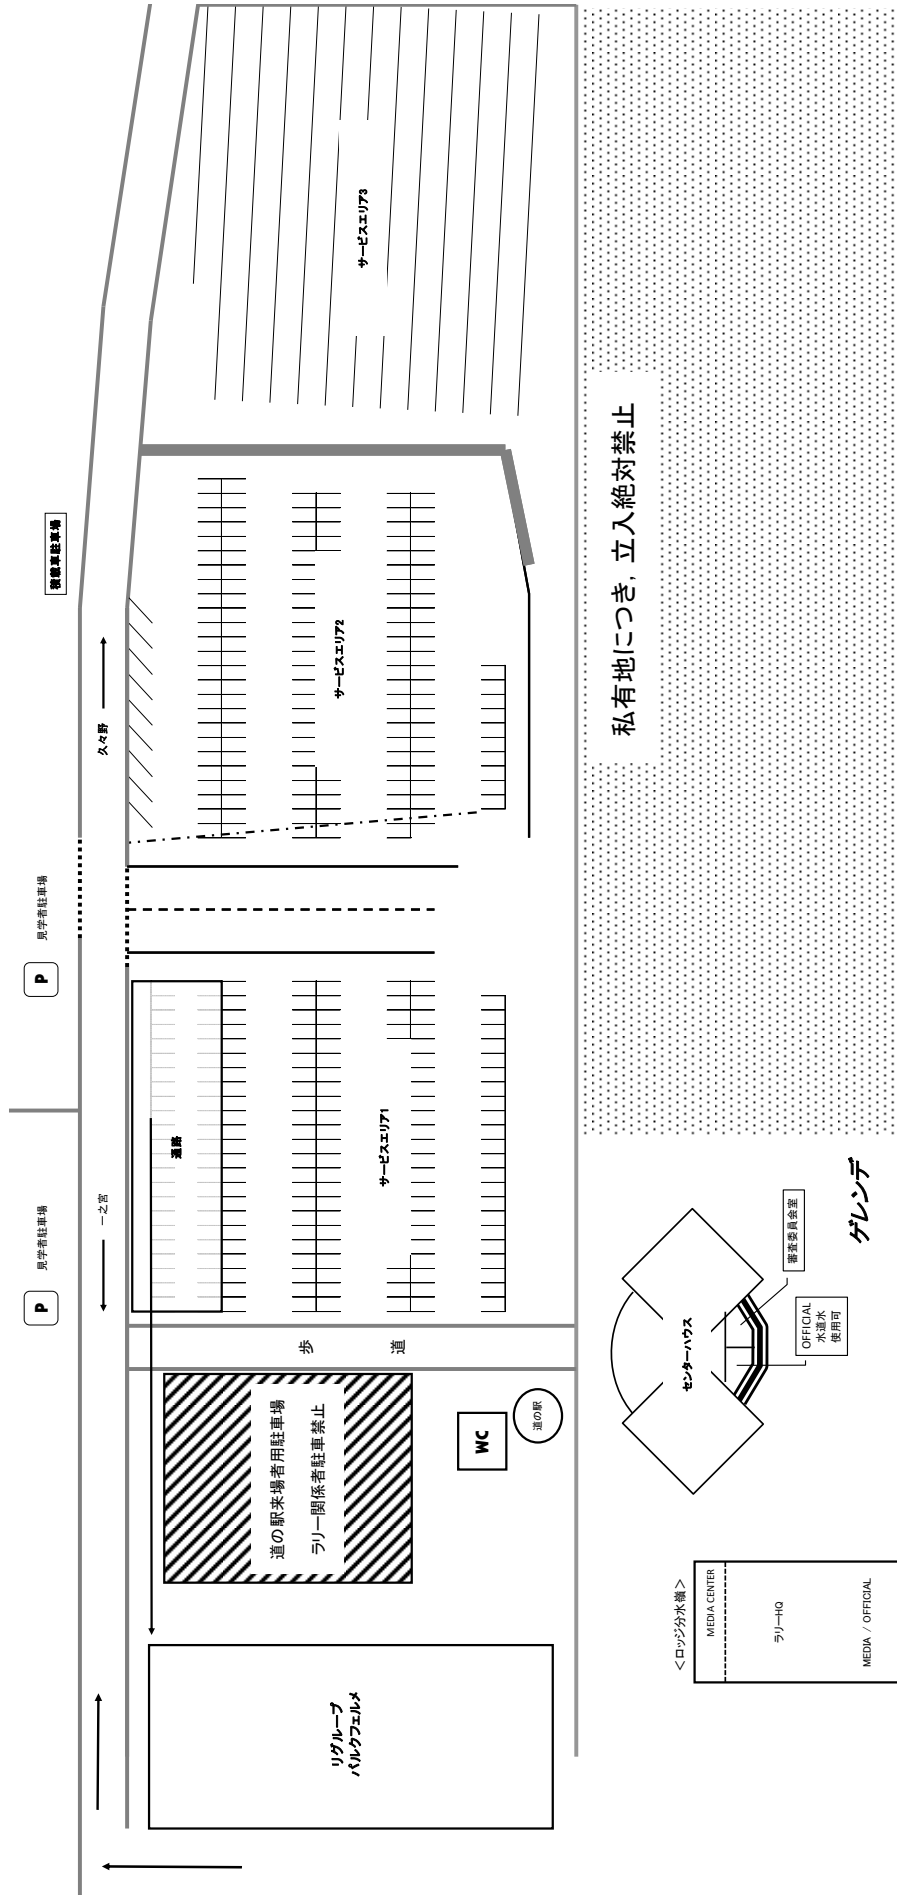 積載車駐車場
久々野
見学者駐車場
P
見学者駐車場
P
一之宮
サービスエリア3
サービスエリア2
サービスエリア1
通路
歩道
道の駅来場者用駐車場
ラリー関係者駐車禁止
WC
道の駅
リグループ
パルクフェルメ
私有地につき, 立入絶対禁止
ゲレンデ
センターハウス
審査委員会室
OFFICIAL
水道水
使用可
＜ロッジ分水嶺＞
MEDIA CENTER
ラリーHQ
MEDIA / OFFICIAL